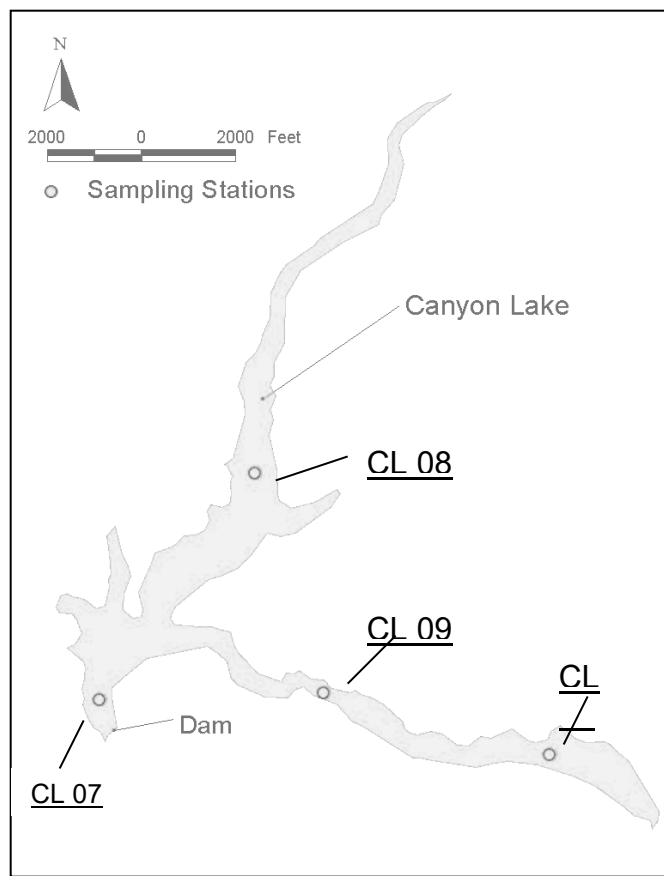 N
2000 0 2000 Feet
Sampling Stations
Canyon Lake
CL 08
CL 09
CL
Dam
CL 07